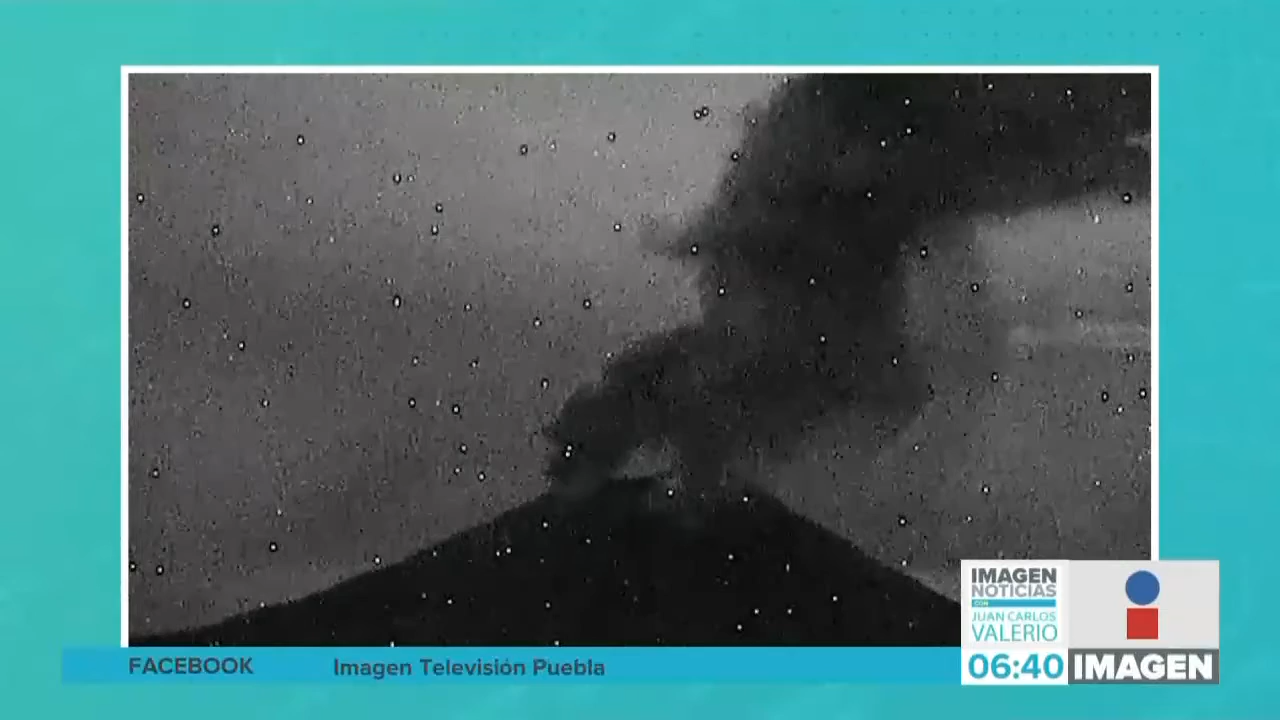 FACEBOOK Imagen Televisión Puebla
IMAGEN
NOTICIAS
CON
JUAN CARLOS
VALERIO
06:40 IMAGEN